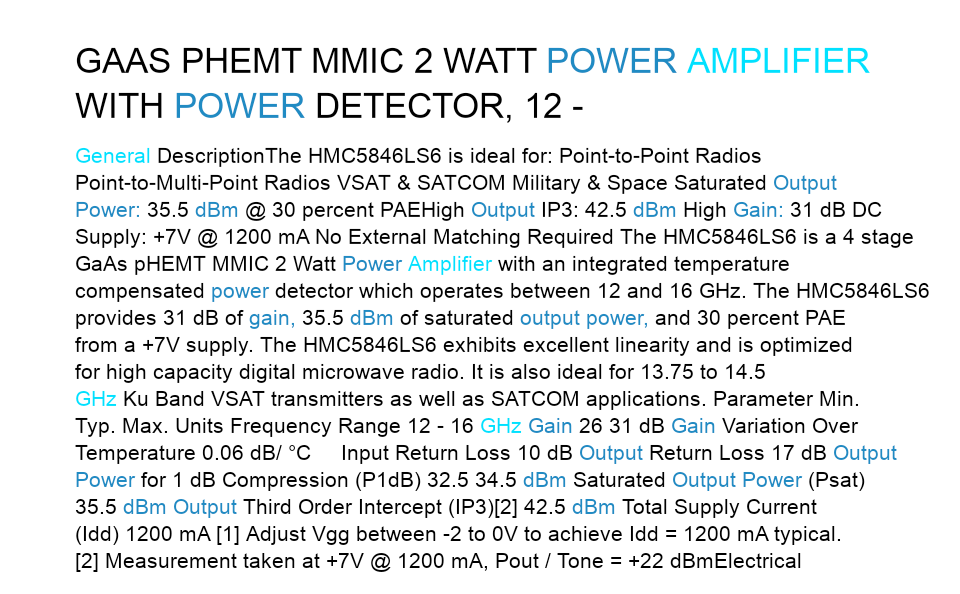 GAAS PHEMT MMIC 2 WATT POWER AMPLIFIER
WITH POWER DETECTOR, 12 -
General DescriptionThe HMC5846LS6 is ideal for: Point-to-Point Radios
Point-to-Multi-Point Radios VSAT & SATCOM Military & Space Saturated Output
Power: 35.5 dBm @ 30 percent PAEHigh Output IP3: 42.5 dBm High Gain: 31 dB DC
Supply: +7V @ 1200 mA No External Matching Required The HMC5846LS6 is a 4 stage
GaAs pHEMT MMIC 2 Watt Power Amplifier with an integrated temperature
compensated power detector which operates between 12 and 16 GHz. The HMC5846LS6
provides 31 dB of gain, 35.5 dBm of saturated output power, and 30 percent PAE
from a +7V supply. The HMC5846LS6 exhibits excellent linearity and is optimized
for high capacity digital microwave radio. It is also ideal for 13.75 to 14.5
GHz Ku Band VSAT transmitters as well as SATCOM applications. Parameter Min.
Typ. Max. Units Frequency Range 12 - 16 GHz Gain 26 31 dB Gain Variation Over
Temperature 0.06 dB/ °C     Input Return Loss 10 dB Output Return Loss 17 dB Output
Power for 1 dB Compression (P1dB) 32.5 34.5 dBm Saturated Output Power (Psat)
35.5 dBm Output Third Order Intercept (IP3)[2] 42.5 dBm Total Supply Current
(Idd) 1200 mA [1] Adjust Vgg between -2 to 0V to achieve Idd = 1200 mA typical.
[2] Measurement taken at +7V @ 1200 mA, Pout / Tone = +22 dBmElectrical